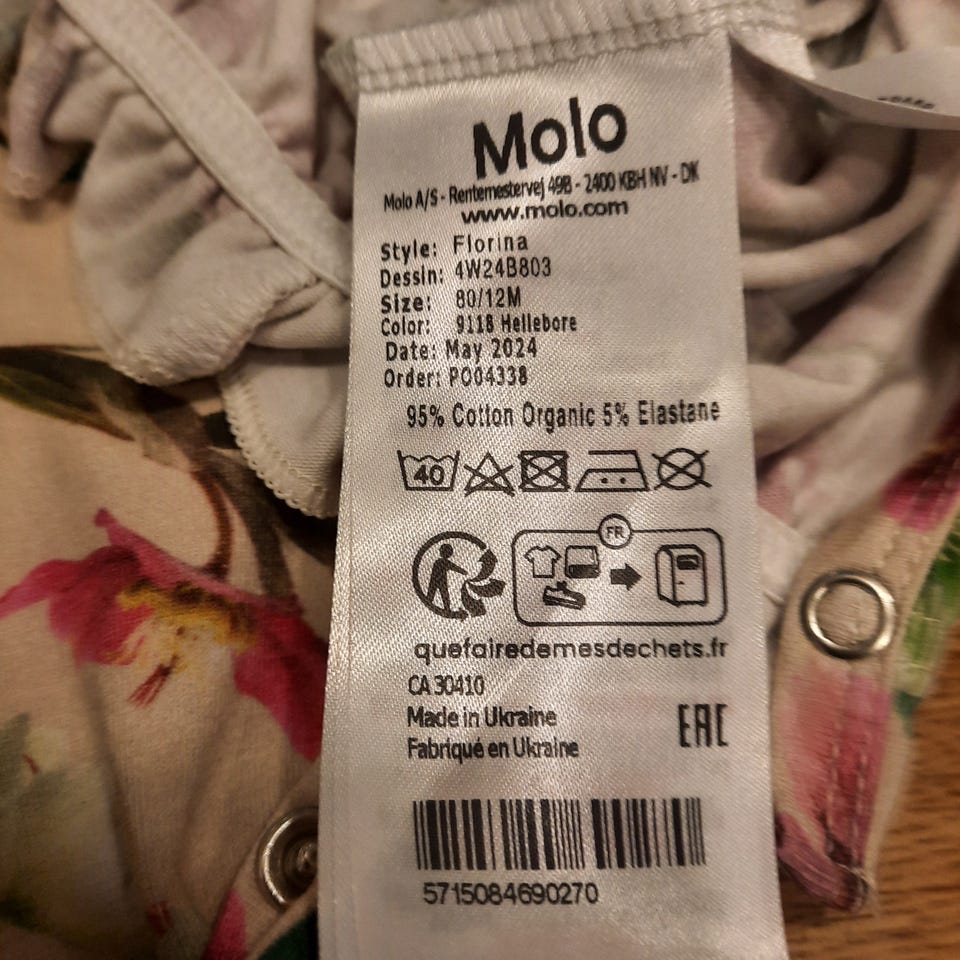 Molo
Molo A/S - Rentemestervej 49B - 2400 KBH NV - DK
www.molo.com
Style: Florina
Dessin: 4W24B803
Size: 80/12M
Color: 9118 Hellebore
Date: May 2024
Order: PO04338
95% Cotton Organic 5% Elastane
40
FR
quefairedemesdechets.fr
CA 30410
Made in Ukraine
Fabriqué en Ukraine
EAC
5715084690270